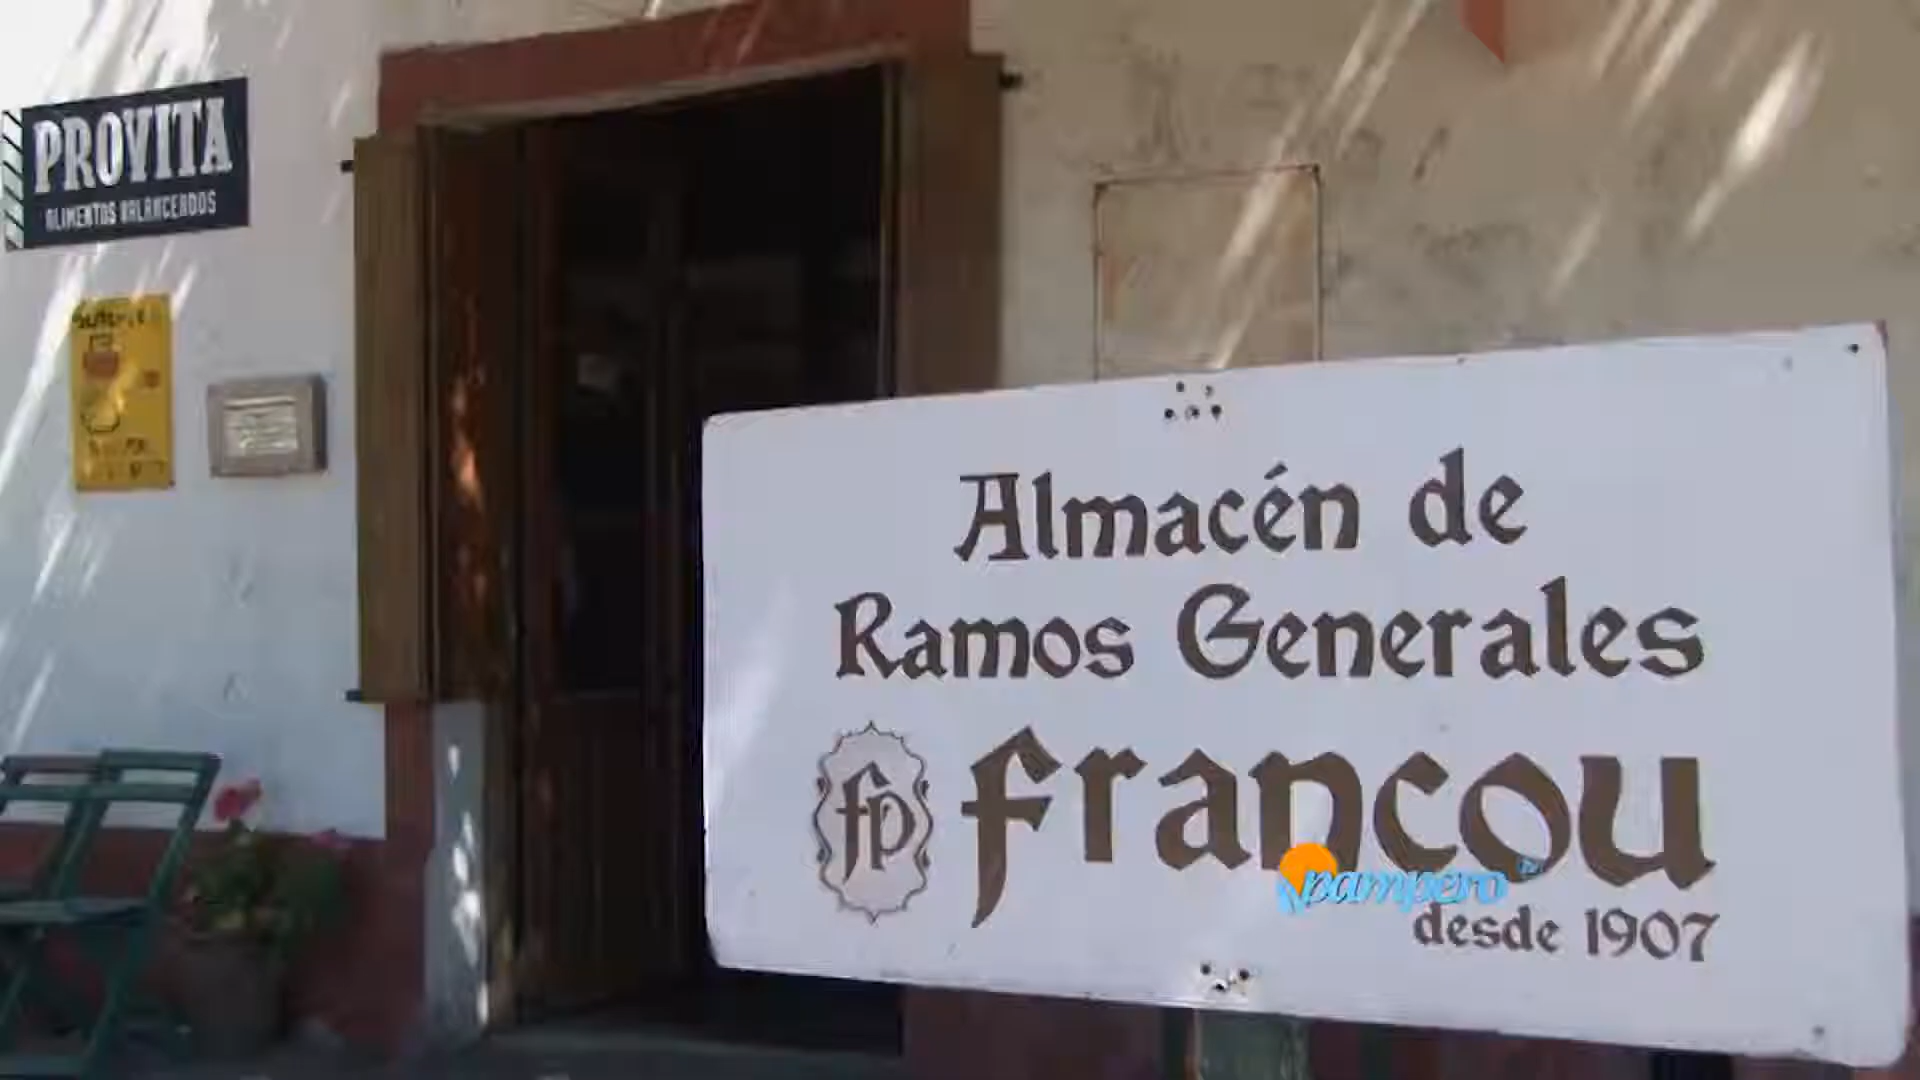 PROVITA
ALIMENTOS BALANCEADOS
Almacén de
Ramos Generales
fp francou
pampero
desde 1907